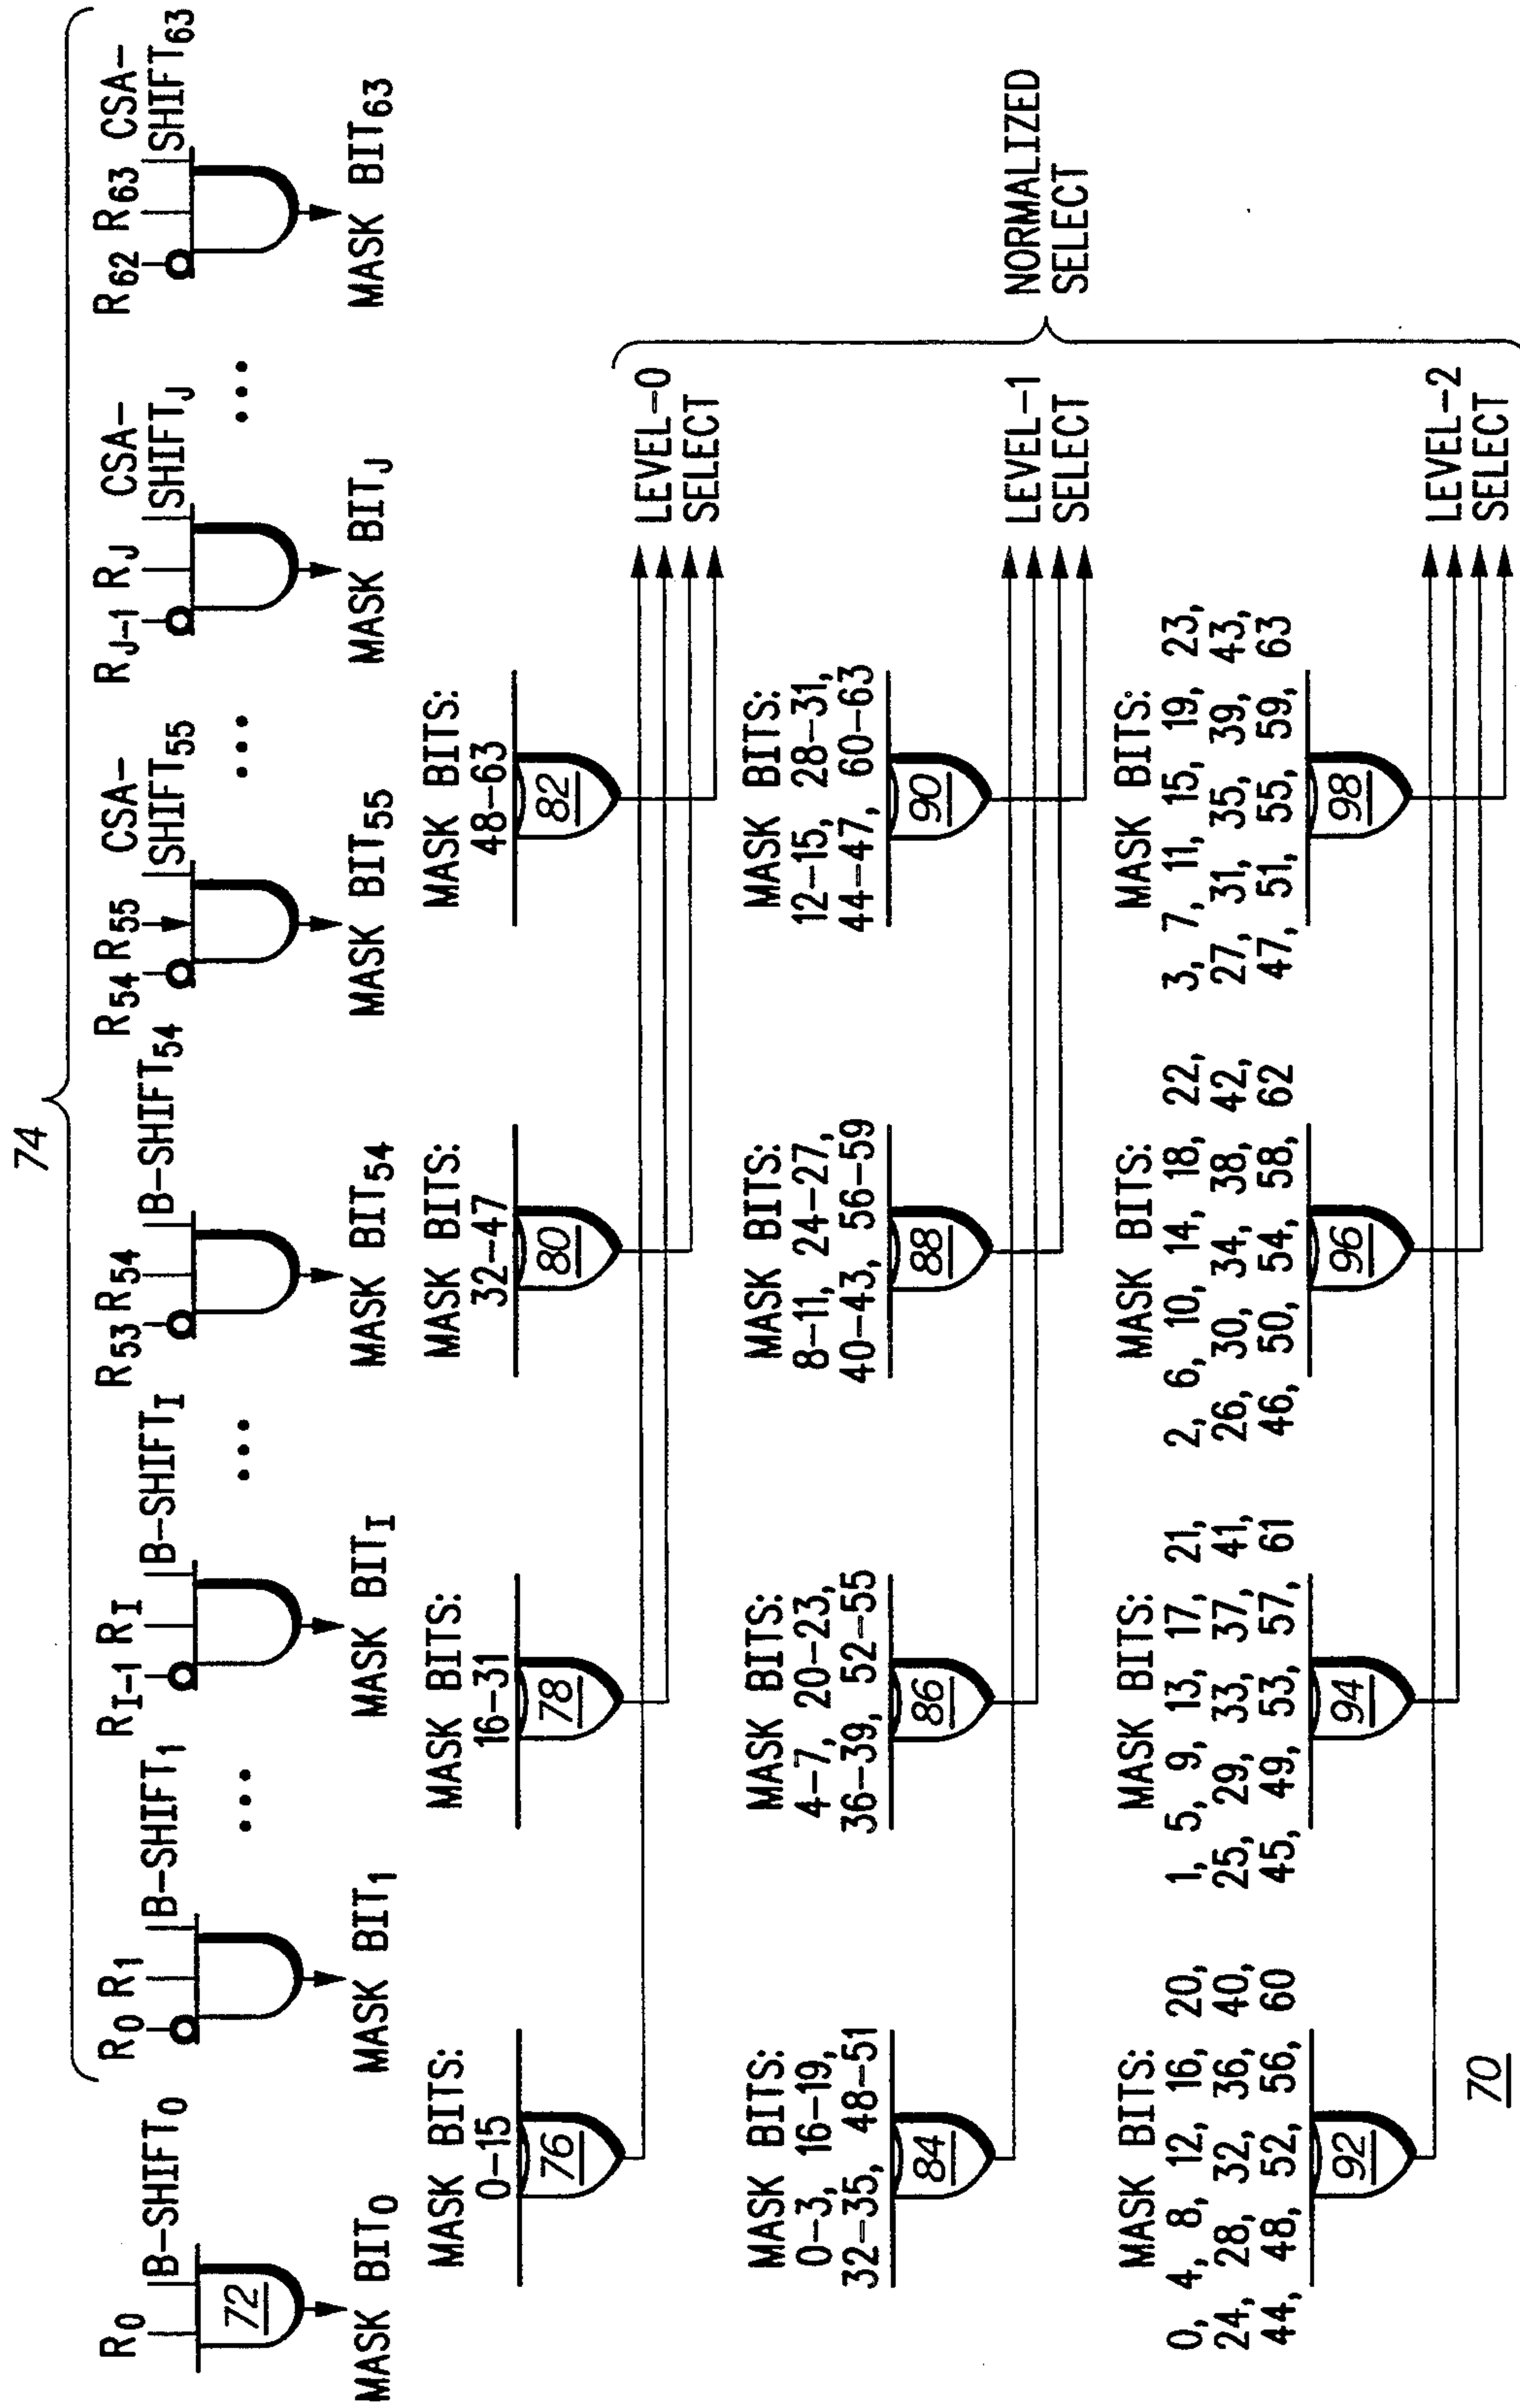 74
R0 B-SHIFT0
R0 R1 B-SHIFT1
RI-1 RI B-SHIFTI
R53 R54 B-SHIFT54
R54 R55 CSA-
SHIFT55
RJ-1 RJ CSA-
SHIFTJ
R62 R63 CSA-
SHIFT63
72
...
...
...
...
...
MASK BIT0
MASK BIT1
MASK BITI
MASK BIT54
MASK BIT55
MASK BITJ
MASK BIT63
MASK BITS:
0-15
76
MASK BITS:
16-31
78
MASK BITS:
32-47
80
MASK BITS:
48-63
82
LEVEL-0
SELECT
MASK BITS:
0-3, 16-19,
32-35, 48-51
84
MASK BITS:
4-7, 20-23,
36-39, 52-55
86
MASK BITS:
8-11, 24-27,
40-43, 56-59
88
MASK BITS:
12-15, 28-31,
44-47, 60-63
90
LEVEL-1
SELECT
NORMALIZED
SELECT
MASK BITS:
0, 4, 8, 12, 16, 20,
24, 28, 32, 36, 40,
44, 48, 52, 56, 60
92
MASK BITS:
1, 5, 9, 13, 17, 21,
25, 29, 33, 37, 41,
45, 49, 53, 57, 61
94
MASK BITS:
2, 6, 10, 14, 18, 22,
26, 30, 34, 38, 42,
46, 50, 54, 58, 62
96
MASK BITS:
3, 7, 11, 15, 19, 23,
27, 31, 35, 39, 43,
47, 51, 55, 59, 63
98
LEVEL-2
SELECT
70